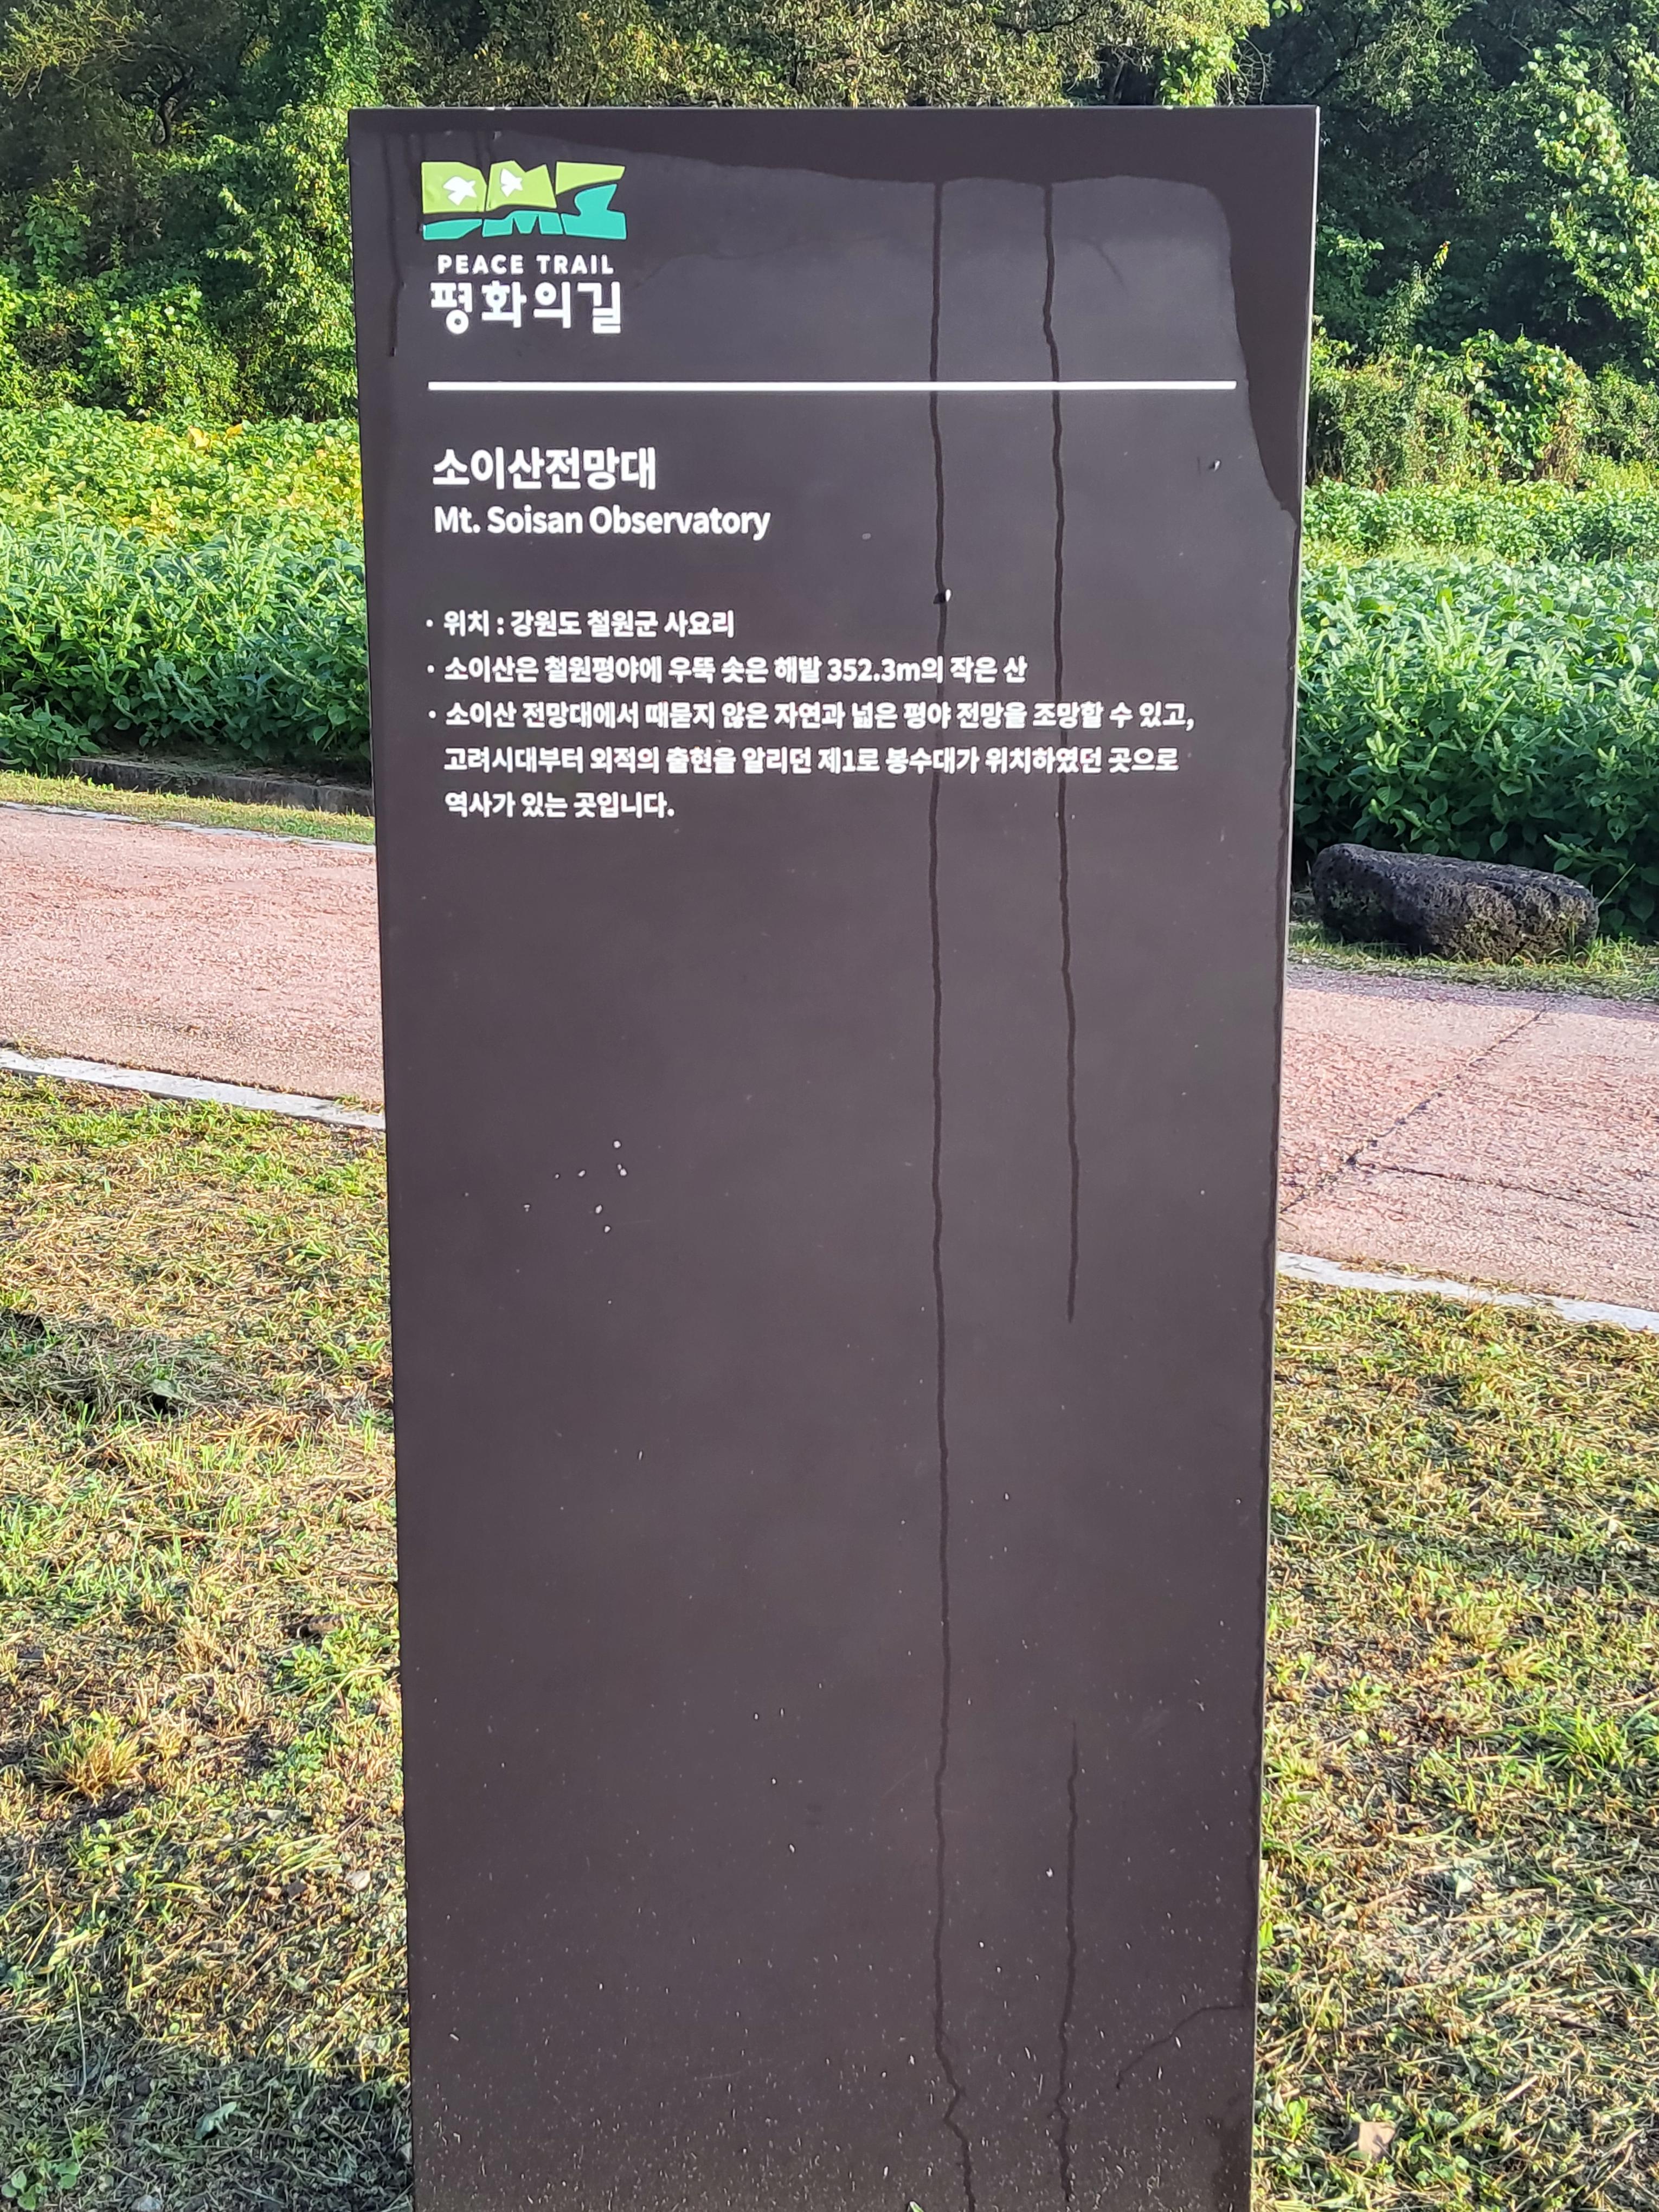 DMZ
PEACE TRAIL
평화의길
소이산전망대
Mt. Soisan Observatory
· 위치 : 강원도 철원군 사요리
· 소이산은 철원평야에 우뚝 솟은 해발 352.3m의 작은 산
· 소이산 전망대에서 때묻지 않은 자연과 넓은 평야 전망을 조망할 수 있고,
고려시대부터 외적의 출현을 알리던 제1로 봉수대가 위치하였던 곳으로
역사가 있는 곳입니다.